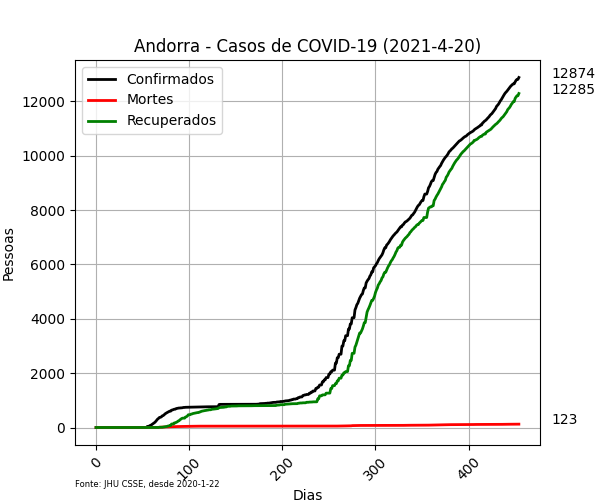 Andorra - Casos de COVID-19 (2021-4-20)
Confirmados
Mortes
Recuperados
12874
12285
123
12000
10000
8000
6000
4000
2000
0
Pessoas
0
100
200
300
400
Dias
Fonte: JHU CSSE, desde 2020-1-22